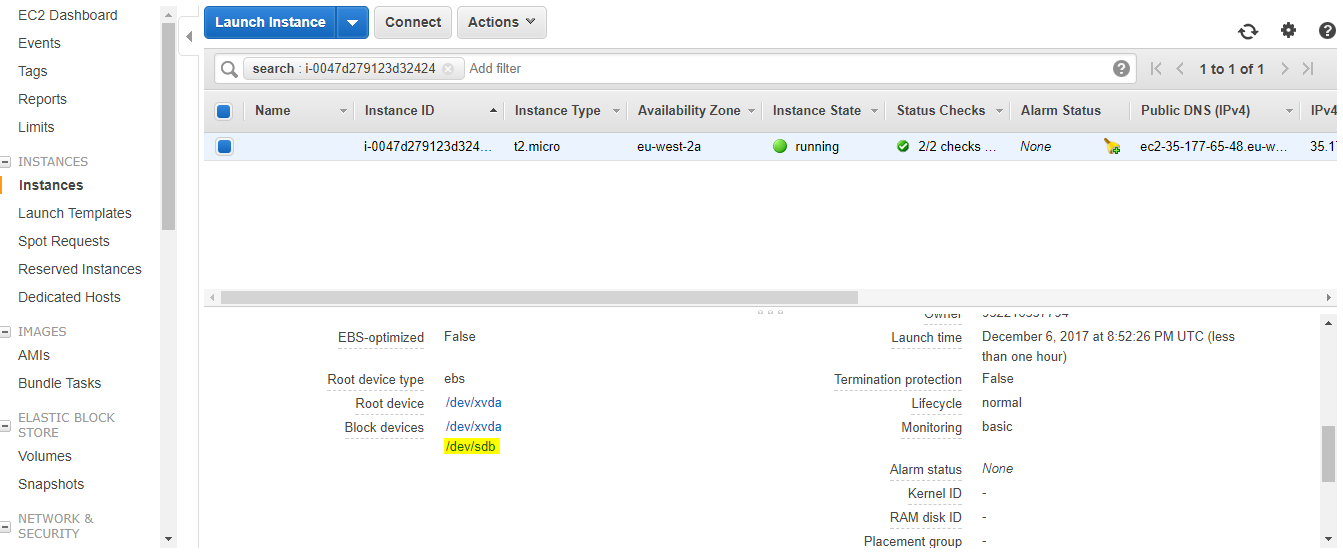 EC2 Dashboard
Events
Tags
Reports
Limits
INSTANCES
Instances
Launch Templates
Spot Requests
Reserved Instances
Dedicated Hosts
IMAGES
AMIs
Bundle Tasks
ELASTIC BLOCK
STORE
Volumes
Snapshots
NETWORK &
SECURITY
Launch Instance Connect Actions
search : i-0047d279123d32424 Add filter 1 to 1 of 1
Name Instance ID Instance Type Availability Zone Instance State Status Checks Alarm Status Public DNS (IPv4) IPv4
i-0047d279123d324... t2.micro eu-west-2a running 2/2 checks ... None ec2-35-177-65-48.eu-w... 35.17
Owner
EBS-optimized False
Root device type ebs
Root device /dev/xvda
Block devices /dev/xvda
/dev/sdb
Launch time December 6, 2017 at 8:52:26 PM UTC (less
than one hour)
Termination protection False
Lifecycle normal
Monitoring basic
Alarm status None
Kernel ID -
RAM disk ID -
Placement group -